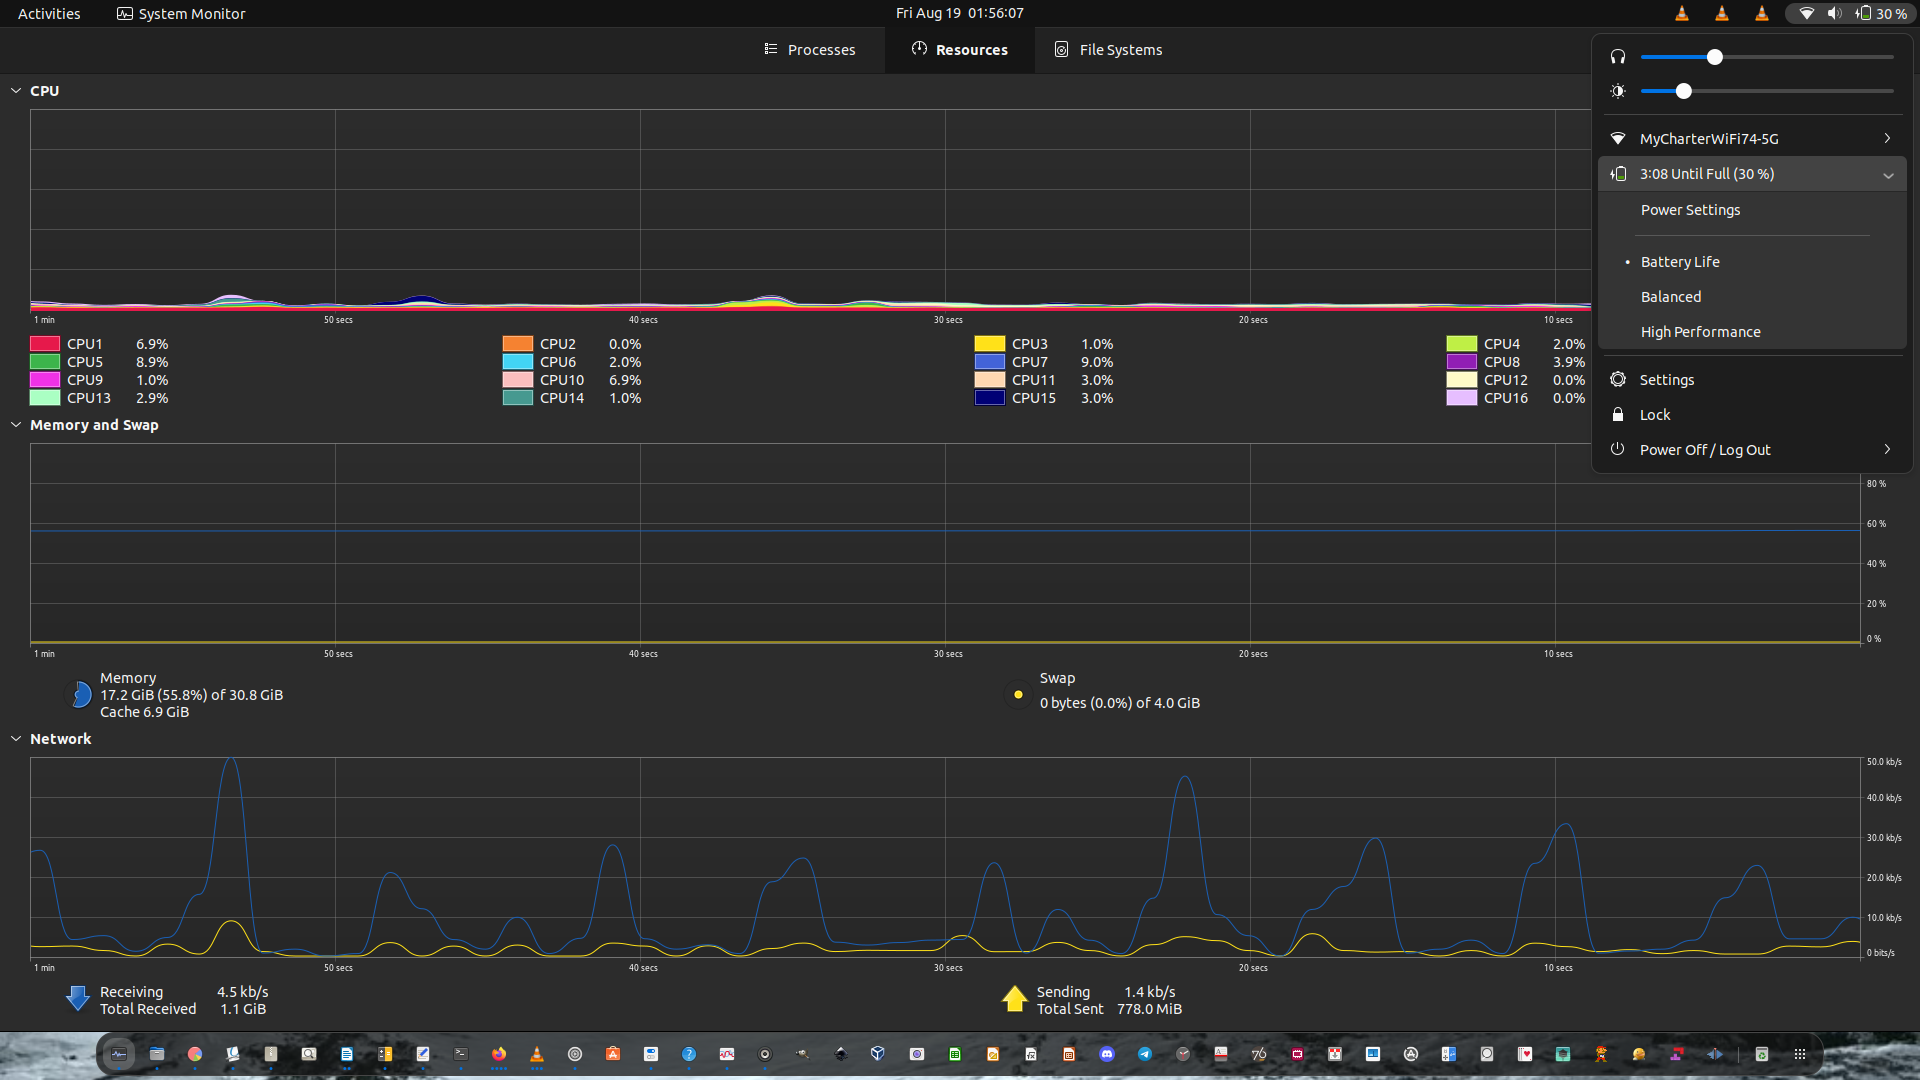 Activities
System Monitor
Fri Aug 19 01:56:07
30 %
Processes
Resources
File Systems
MyCharterWiFi74-5G
3:08 Until Full (30 %)
Power Settings
• Battery Life
Balanced
High Performance
Settings
Lock
Power Off / Log Out
CPU
1 min 50 secs 40 secs 30 secs 20 secs 10 secs
CPU1 6.9% CPU2 0.0% CPU3 1.0% CPU4 2.0%
CPU5 8.9% CPU6 2.0% CPU7 9.0% CPU8 3.9%
CPU9 1.0% CPU10 6.9% CPU11 3.0% CPU12 0.0%
CPU13 2.9% CPU14 1.0% CPU15 3.0% CPU16 0.0%
Memory and Swap
80 %
60 %
40 %
20 %
0 %
1 min 50 secs 40 secs 30 secs 20 secs 10 secs
Memory
17.2 GiB (55.8%) of 30.8 GiB
Cache 6.9 GiB
Swap
0 bytes (0.0%) of 4.0 GiB
Network
50.0 kb/s
40.0 kb/s
30.0 kb/s
20.0 kb/s
10.0 kb/s
0 bits/s
1 min 50 secs 40 secs 30 secs 20 secs 10 secs
Receiving 4.5 kb/s
Total Received 1.1 GiB
Sending 1.4 kb/s
Total Sent 778.0 MiB
76